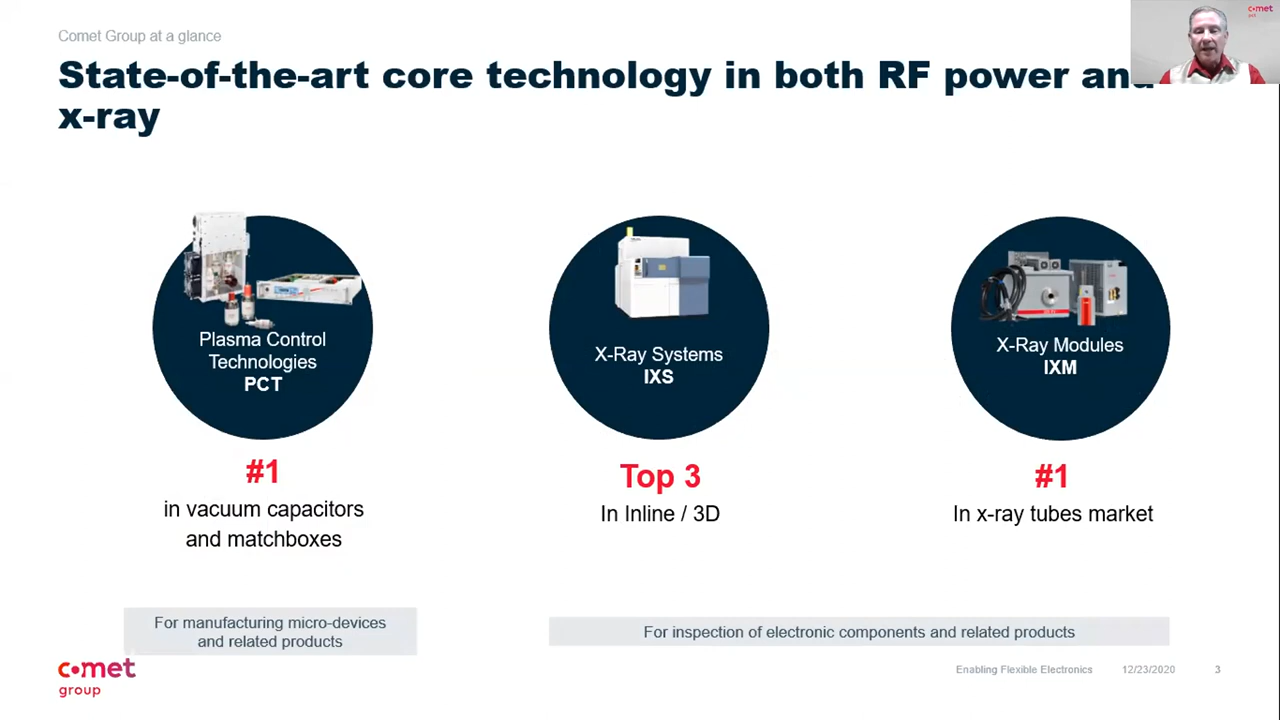 Comet Group at a glance
State-of-the-art core technology in both RF power and
x-ray
comet
pct
Plasma Control
Technologies
PCT
X-Ray Systems
IXS
X-Ray Modules
IXM
#1
in vacuum capacitors
and matchboxes
Top 3
In Inline / 3D
#1
In x-ray tubes market
For manufacturing micro-devices
and related products
For inspection of electronic components and related products
comet
group
Enabling Flexible Electronics 12/23/2020 3